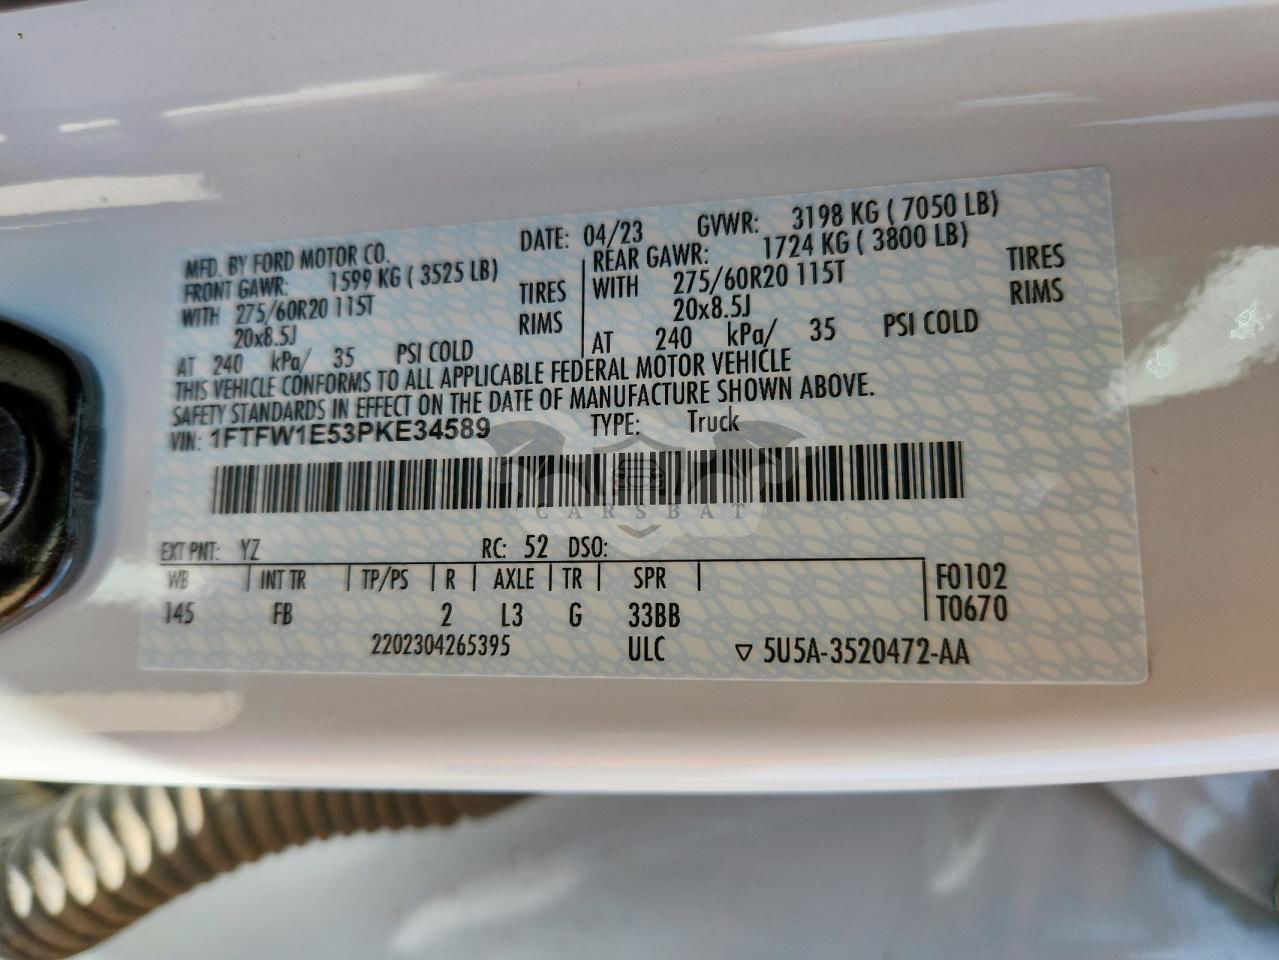 MFD. BY FORD MOTOR CO. DATE: 04/23 GVWR: 3198 KG ( 7050 LB)
FRONT GAWR: 1599 KG ( 3525 LB) REAR GAWR: 1724 KG ( 3800 LB)
WITH 275/60R20 115T TIRES WITH 275/60R20 115T TIRES
20x8.5J RIMS 20x8.5J RIMS
AT 240 kPa/ 35 PSI COLD AT 240 kPa/ 35 PSI COLD
THIS VEHICLE CONFORMS TO ALL APPLICABLE FEDERAL MOTOR VEHICLE
SAFETY STANDARDS IN EFFECT ON THE DATE OF MANUFACTURE SHOWN ABOVE.
VIN: 1FTFW1E53PKE34589 TYPE: Truck
CARSBAT
EXT PNT: YZ RC: 52 DSO:
WB INT TR TP/PS R AXLE TR SPR F0102
145 FB 2 L3 G 33BB T0670
2202304265395 ULC ▽ 5U5A-3520472-AA